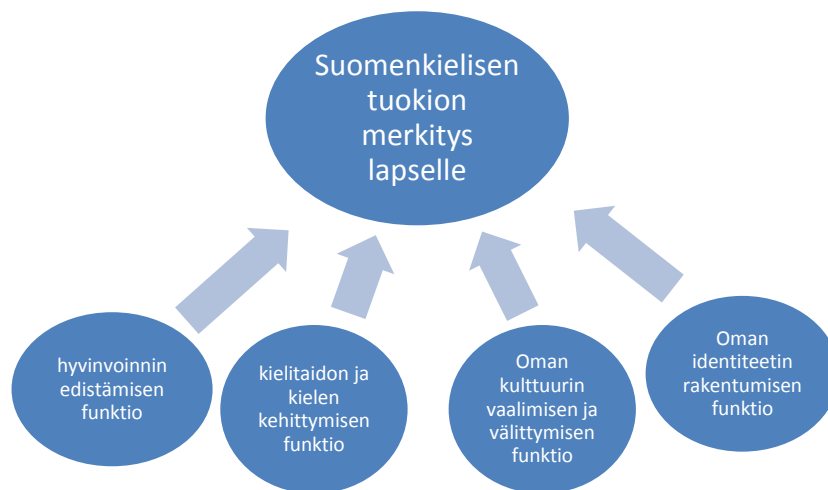 Suomenkielisen
tuokion
merkitys
lapselle
hyvinvoinnin
edistämisen
funktio
kielitaidon ja
kielen
kehittymisen
funktio
Oman
kulttuurin
vaalimisen ja
välittymisen
funktio
Oman
identiteetin
rakentumisen
funktio